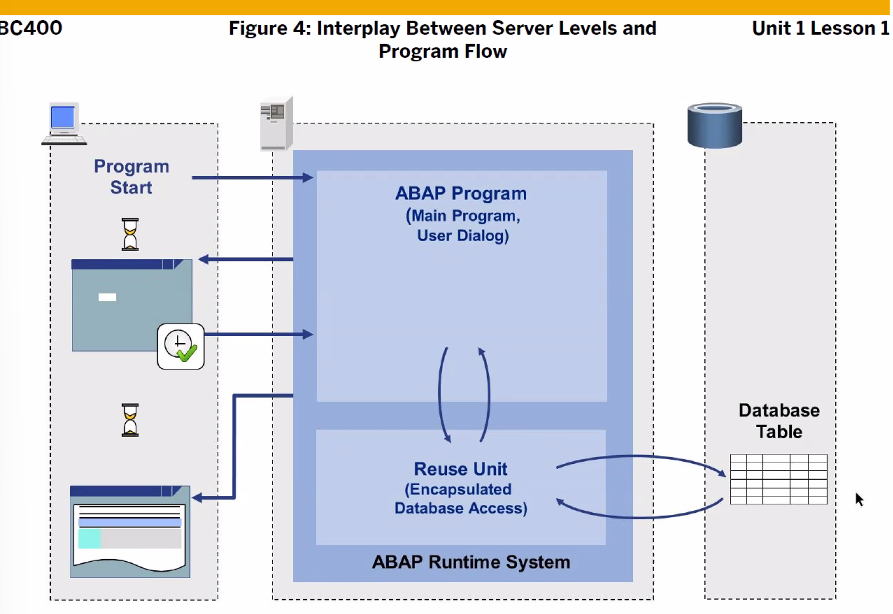 BC400
Figure 4: Interplay Between Server Levels and
Program Flow
Unit 1 Lesson 1
Program
Start
ABAP Program
(Main Program,
User Dialog)
Reuse Unit
(Encapsulated
Database Access)
ABAP Runtime System
Database
Table